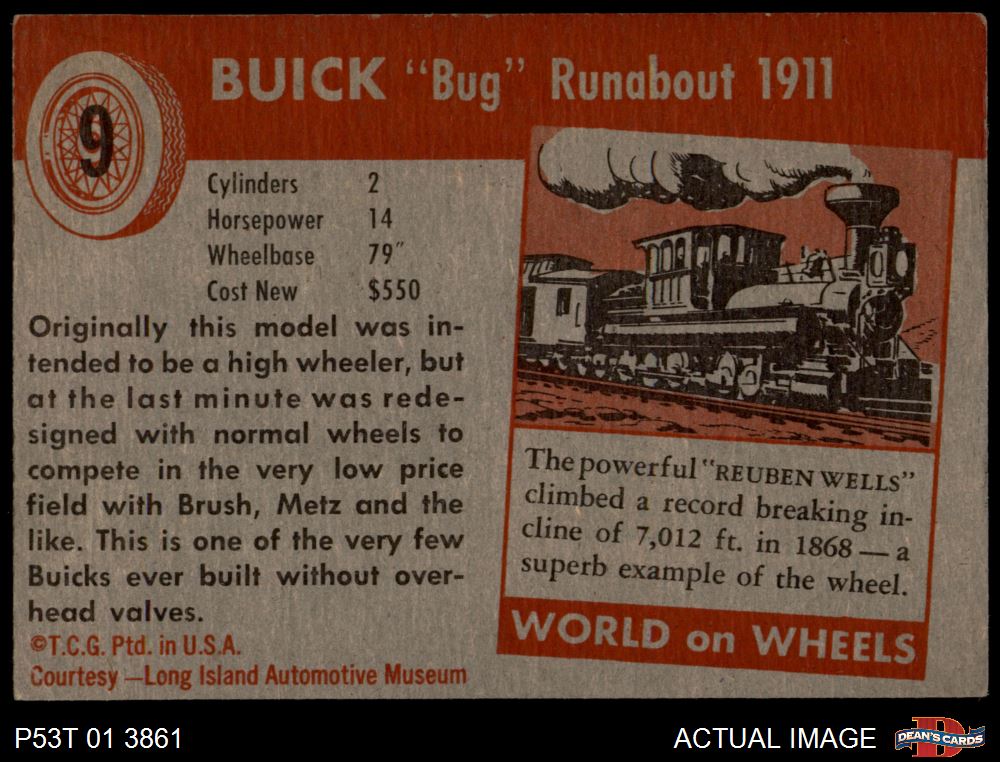 9
BUICK "Bug" Runabout 1911
Cylinders 2
Horsepower 14
Wheelbase 79"
Cost New $550
Originally this model was in-
tended to be a high wheeler, but
at the last minute was rede-
signed with normal wheels to
compete in the very low price
field with Brush, Metz and the
like. This is one of the very few
Buicks ever built without over-
head valves.
©T.C.G. Ptd. in U.S.A.
Courtesy —Long Island Automotive Museum
The powerful "REUBEN WELLS"
climbed a record breaking in-
cline of 7,012 ft. in 1868 — a
superb example of the wheel.
WORLD on WHEELS
P53T 01 3861
ACTUAL IMAGE
D
DEAN'S CARDS